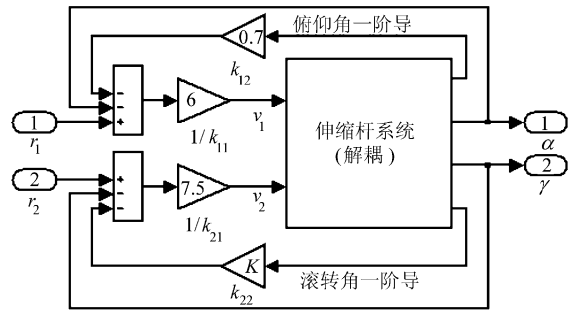 俯仰角一阶导
0.7
k12
-
-
+
6
1/k11
1
r1
v1
伸缩杆系统
(解耦)
1
α
2
r2
+
-
-
7.5
1/k21
v2
2
γ
K
k22
滚转角一阶导